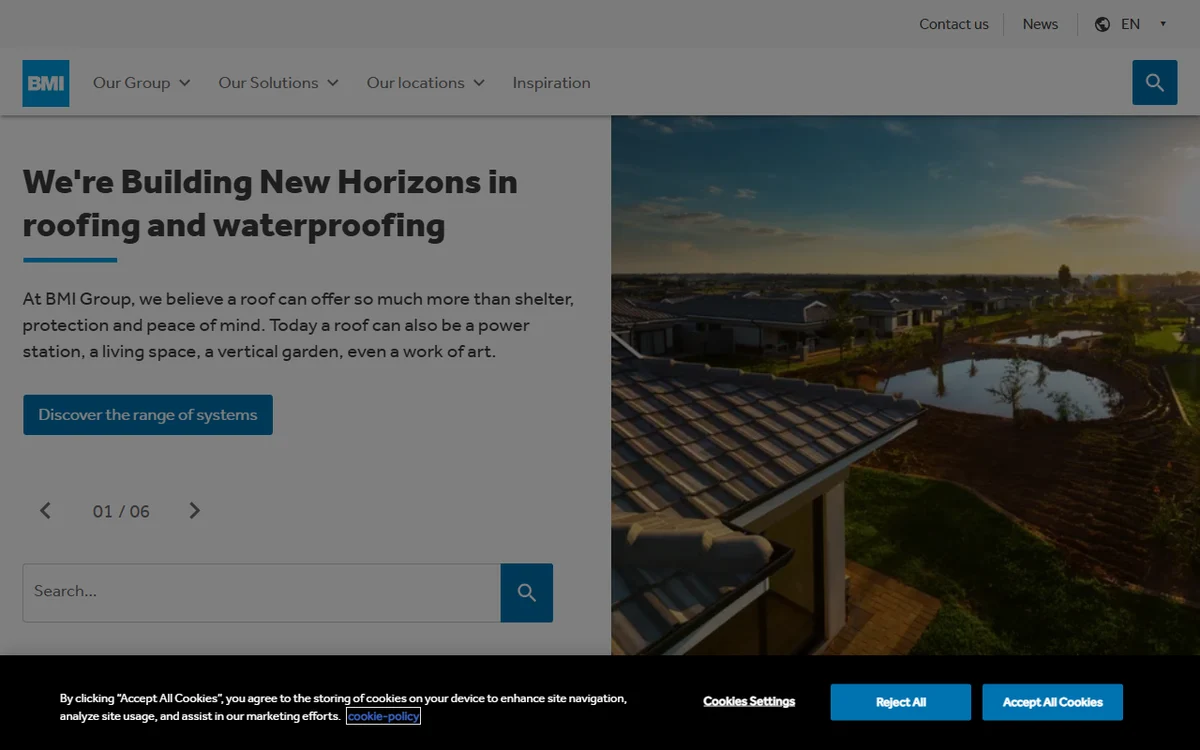 Contact us
News
EN
BMI
Our Group
Our Solutions
Our locations
Inspiration
We're Building New Horizons in
roofing and waterproofing
At BMI Group, we believe a roof can offer so much more than shelter,
protection and peace of mind. Today a roof can also be a power
station, a living space, a vertical garden, even a work of art.
Discover the range of systems
01 / 06
Search...
By clicking “Accept All Cookies”, you agree to the storing of cookies on your device to enhance site navigation,
analyze site usage, and assist in our marketing efforts. cookie-policy
Cookies Settings
Reject All
Accept All Cookies